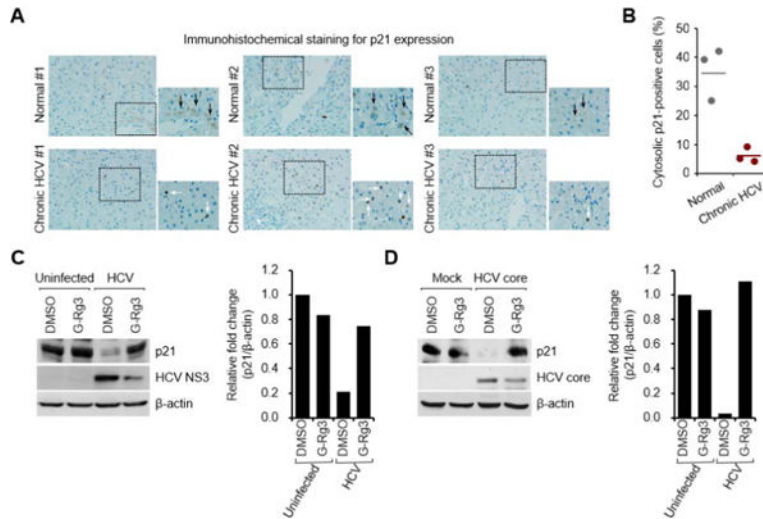 A
Immunohistochemical staining for p21 expression
Normal #1
Normal #2
Normal #3
Chronic HCV #1
Chronic HCV #2
Chronic HCV #3
B
Cytosolic p21-positive cells (%)
50
40
30
20
10
0
Normal
Chronic HCV
C
Uninfected HCV
DMSO
G-Rg3
DMSO
G-Rg3
p21
HCV NS3
β-actin
Relative fold change
(p21/β-actin)
1.2
1.0
0.8
0.6
0.4
0.2
0.0
DMSO
G-Rg3
DMSO
G-Rg3
Uninfected
HCV
D
Mock HCV core
DMSO
G-Rg3
DMSO
G-Rg3
p21
HCV core
β-actin
Relative fold change
(p21/β-actin)
1.2
1.0
0.8
0.6
0.4
0.2
0.0
DMSO
G-Rg3
DMSO
G-Rg3
Uninfected
HCV